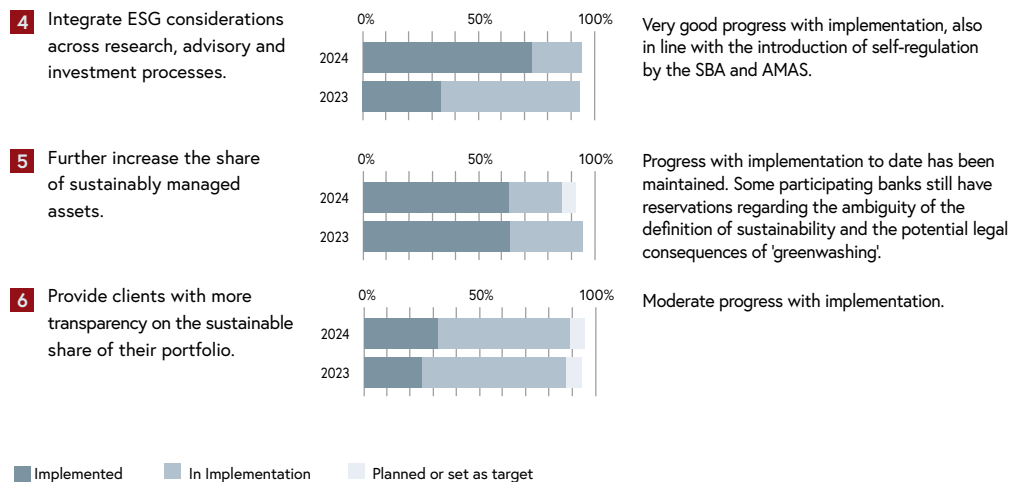 4
Integrate ESG considerations
across research, advisory and
investment processes.
0% 50% 100%
2024
2023
Very good progress with implementation, also
in line with the introduction of self-regulation
by the SBA and AMAS.
5
Further increase the share
of sustainably managed
assets.
0% 50% 100%
2024
2023
Progress with implementation to date has been
maintained. Some participating banks still have
reservations regarding the ambiguity of the
definition of sustainability and the potential legal
consequences of 'greenwashing'.
6
Provide clients with more
transparency on the sustainable
share of their portfolio.
0% 50% 100%
2024
2023
Moderate progress with implementation.
Implemented In Implementation Planned or set as target